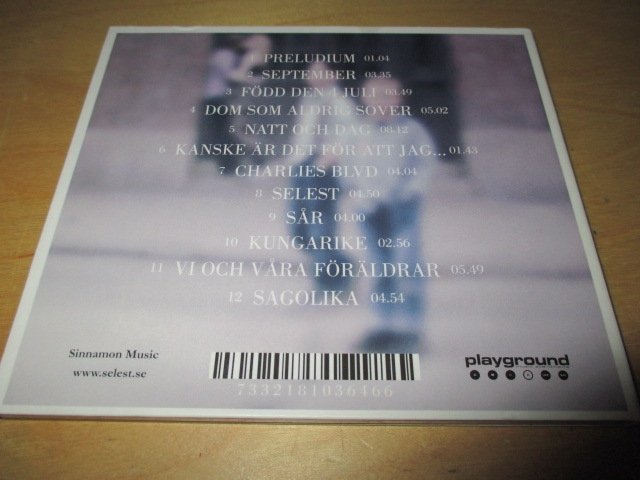 1 PRELUDIUM 01.04
2 SEPTEMBER 03.35
3 FÖDD DEN 4 JULI 03.49
4 DOM SOM ALDRIG SOVER 05.02
5 NATT OCH DAG 08.12
6 KANSKE ÄR DET FÖR ATT JAG... 01.43
7 CHARLIES BLVD 04.04
8 SELEST 04.50
9 SÅR 04.00
10 KUNGARIKE 02.56
11 VI OCH VÅRA FÖRÄLDRAR 05.49
12 SAGOLIKA 04.54
Sinnamon Music
www.selest.se
7332181036466
playground